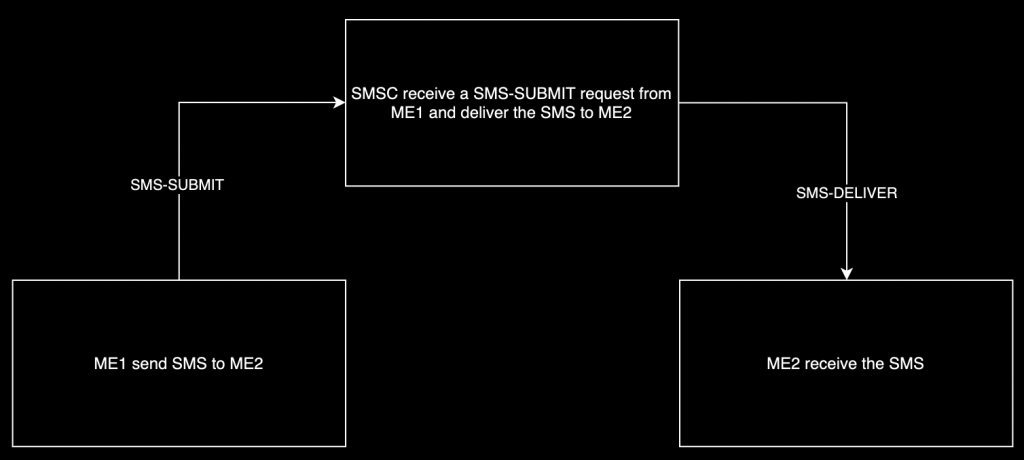 SMSC receive a SMS-SUBMIT request from
ME1 and deliver the SMS to ME2
SMS-SUBMIT
SMS-DELIVER
ME1 send SMS to ME2
ME2 receive the SMS